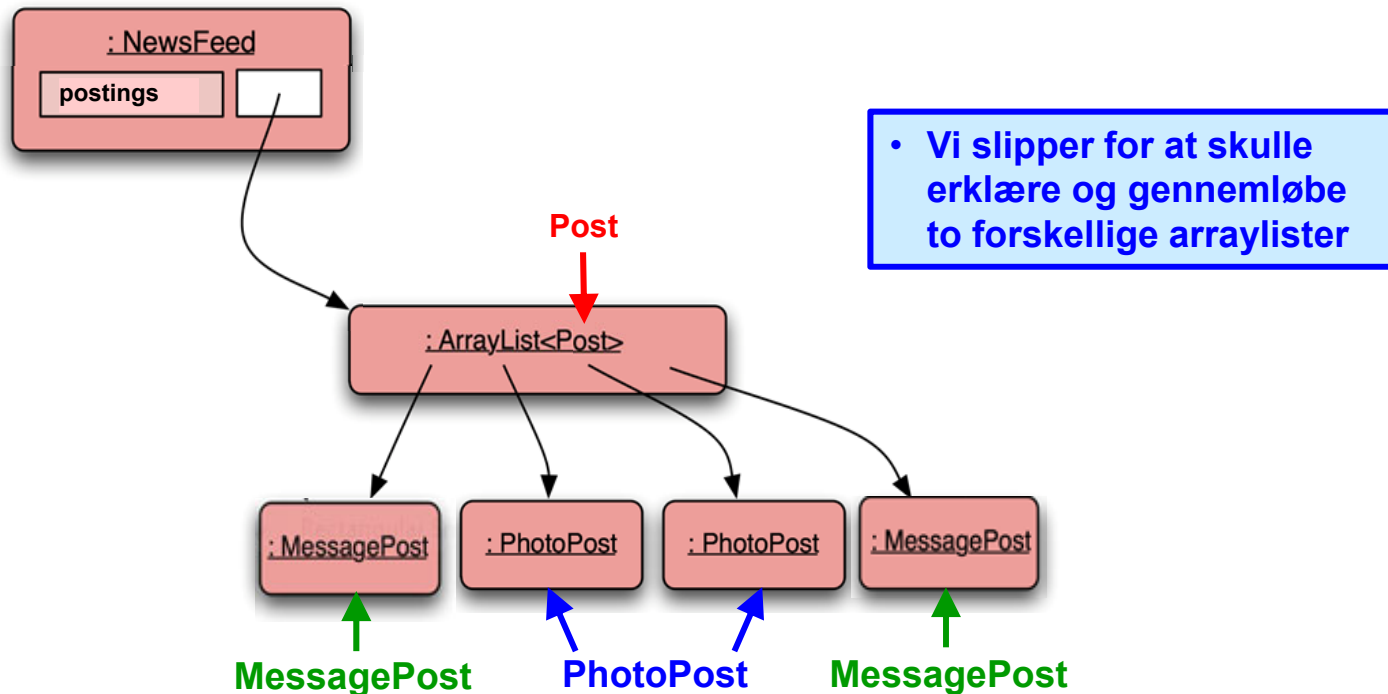 : NewsFeed
postings
• Vi slipper for at skulle
erklære og gennemløbe
to forskellige arraylister
Post
: ArrayList<Post>
: MessagePost
: PhotoPost
: PhotoPost
: MessagePost
MessagePost
PhotoPost
MessagePost